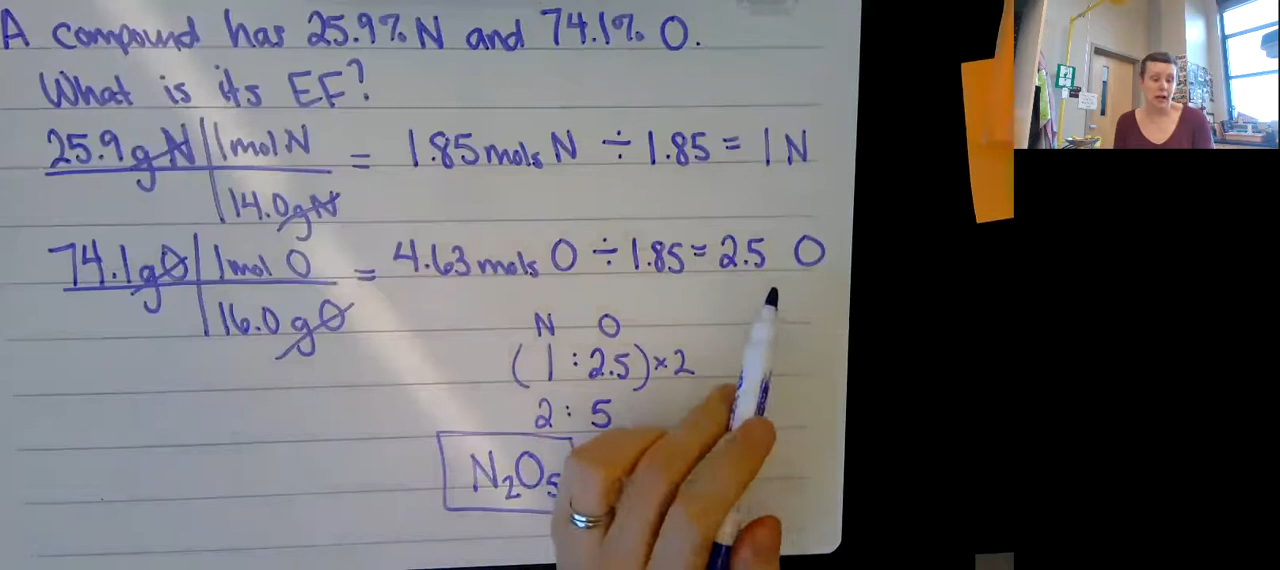 A compound has 25.9% N and 74.1% O.
What is its EF?
25.9 g N | 1 mol N = 1.85 mols N ÷ 1.85 = 1 N
14.0 g N
74.1 g O | 1 mol O = 4.63 mols O ÷ 1.85 = 2.5 O
16.0 g O
N O
(1 : 2.5) × 2
2 : 5
N₂O₅